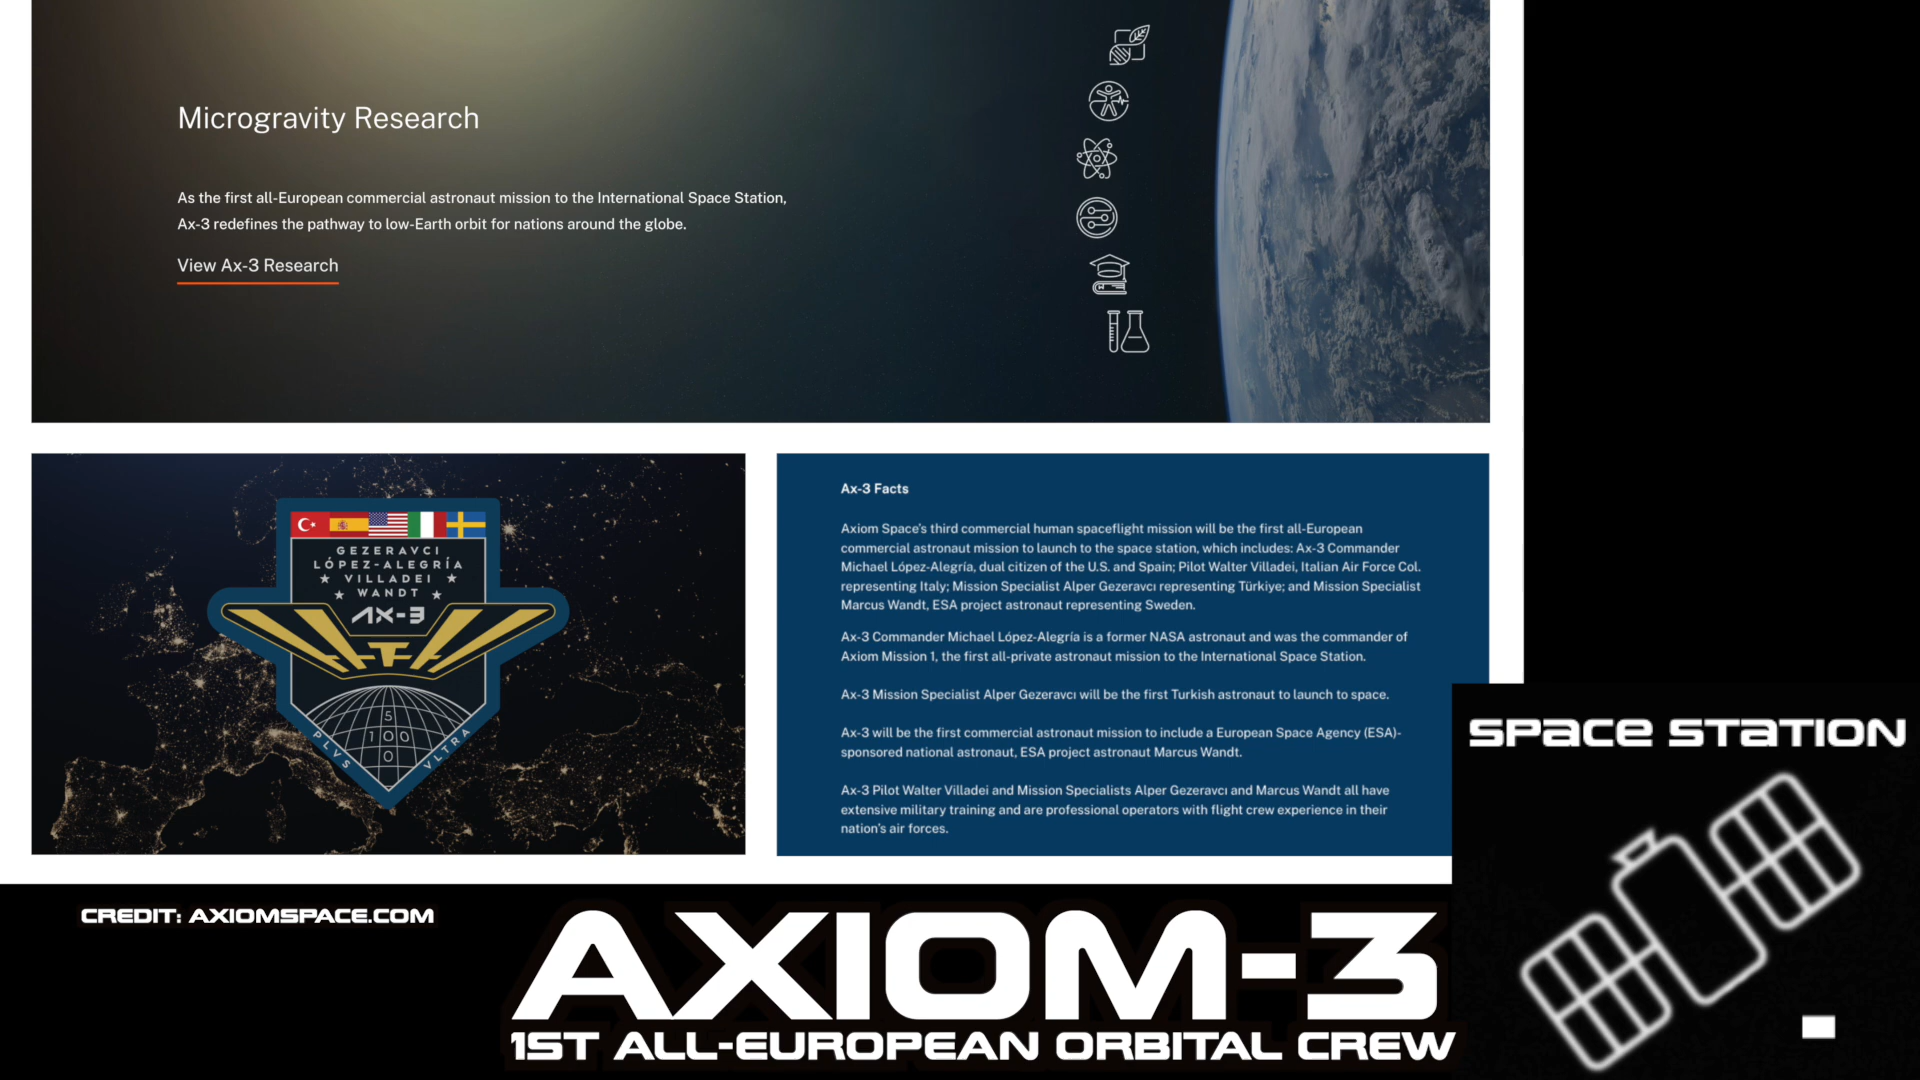 Microgravity Research
As the first all-European commercial astronaut mission to the International Space Station,
Ax-3 redefines the pathway to low-Earth orbit for nations around the globe.
View Ax-3 Research
GEZERAVCI
LÓPEZ-ALEGRÍA
★ VILLADEI ★
★ WANDT ★
AX-3
5
100
0
PLVS VLTRA
Ax-3 Facts
Axiom Space's third commercial human spaceflight mission will be the first all-European
commercial astronaut mission to launch to the space station, which includes: Ax-3 Commander
Michael López-Alegría, dual citizen of the U.S. and Spain; Pilot Walter Villadei, Italian Air Force Col.
representing Italy; Mission Specialist Alper Gezeravcı representing Türkiye; and Mission Specialist
Marcus Wandt, ESA project astronaut representing Sweden.
Ax-3 Commander Michael López-Alegría is a former NASA astronaut and was the commander of
Axiom Mission 1, the first all-private astronaut mission to the International Space Station.
Ax-3 Mission Specialist Alper Gezeravcı will be the first Turkish astronaut to launch to space.
Ax-3 will be the first commercial astronaut mission to include a European Space Agency (ESA)-
sponsored national astronaut, ESA project astronaut Marcus Wandt.
Ax-3 Pilot Walter Villadei and Mission Specialists Alper Gezeravcı and Marcus Wandt all have
extensive military training and are professional operators with flight crew experience in their
nation's air forces.
SPACE STATION
CREDIT: AXIOMSPACE.COM
AXIOM-3
1ST ALL-EUROPEAN ORBITAL CREW